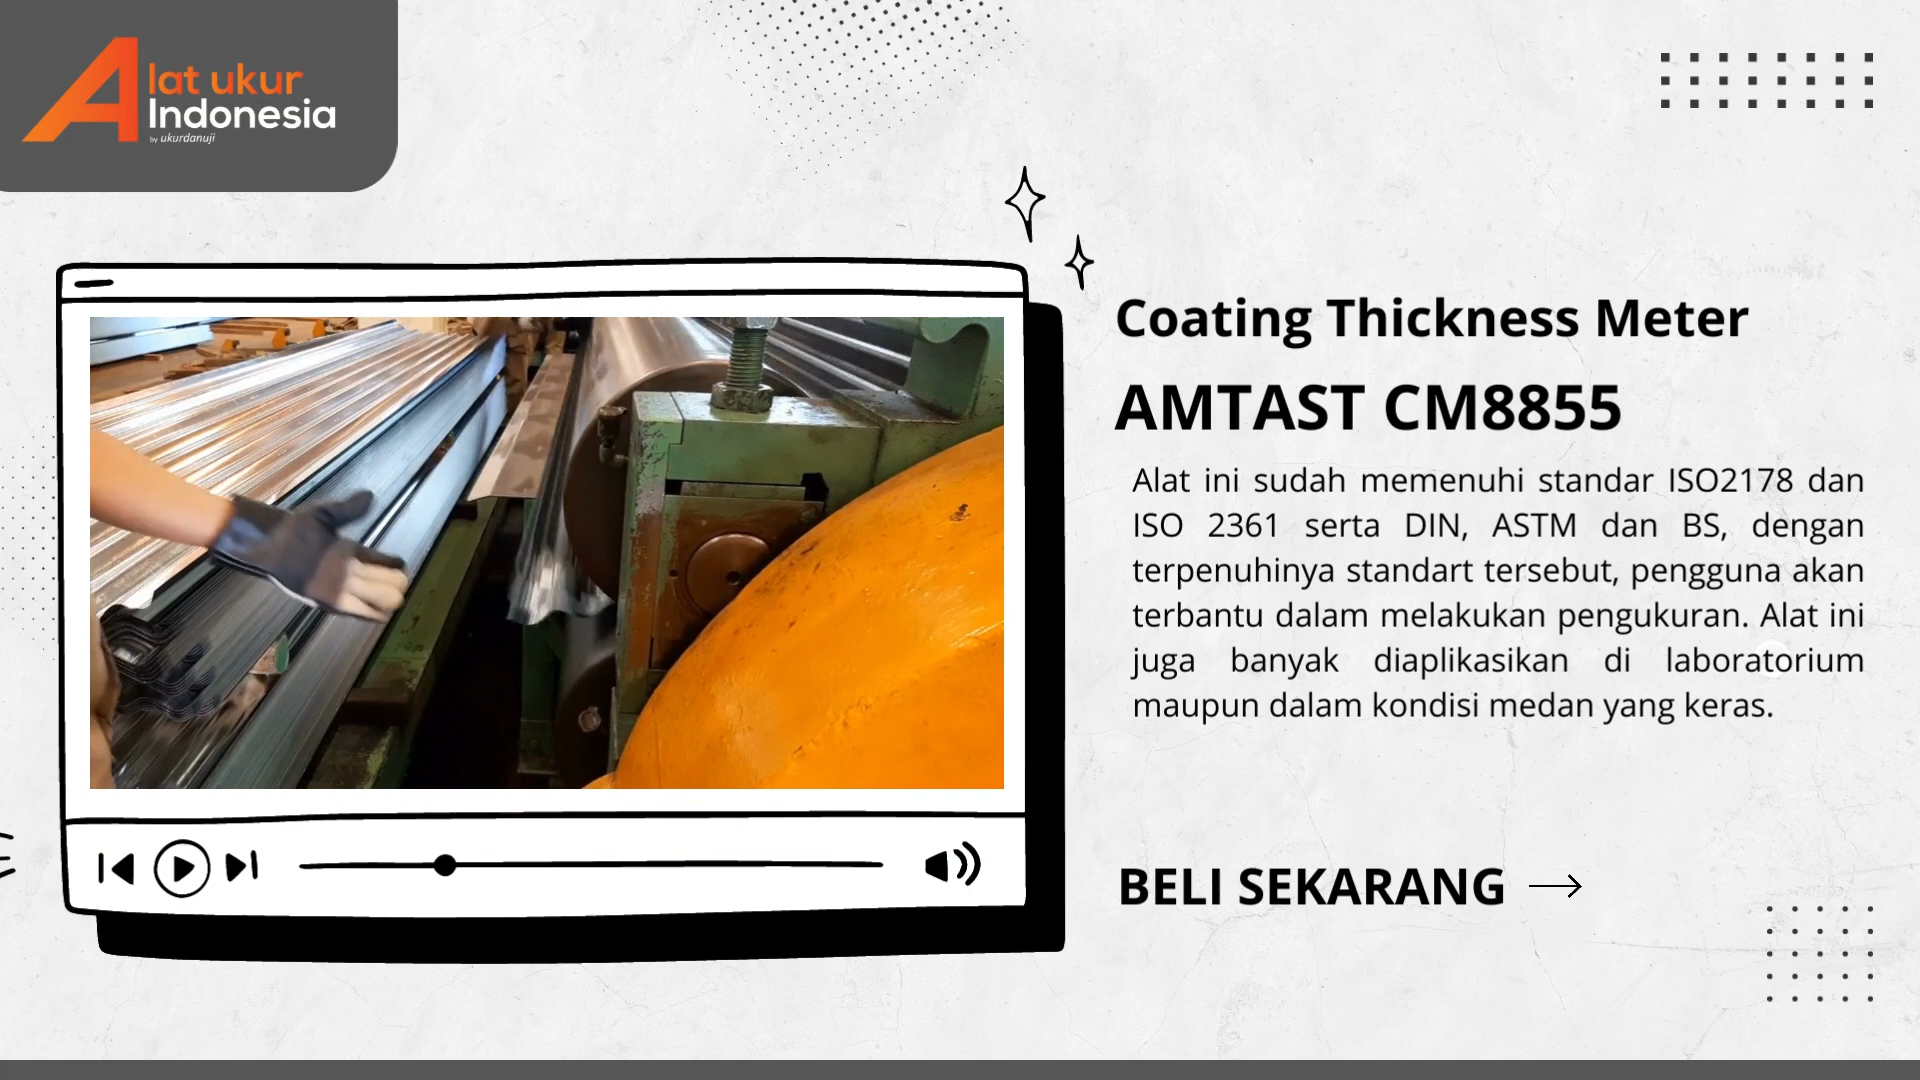 Alat ukur
Indonesia
by ukurdanuji
Coating Thickness Meter
AMTAST CM8855
Alat ini sudah memenuhi standar ISO2178 dan
ISO 2361 serta DIN, ASTM dan BS, dengan
terpenuhinya standart tersebut, pengguna akan
terbantu dalam melakukan pengukuran. Alat ini
juga banyak diaplikasikan di laboratorium
maupun dalam kondisi medan yang keras.
BELI SEKARANG